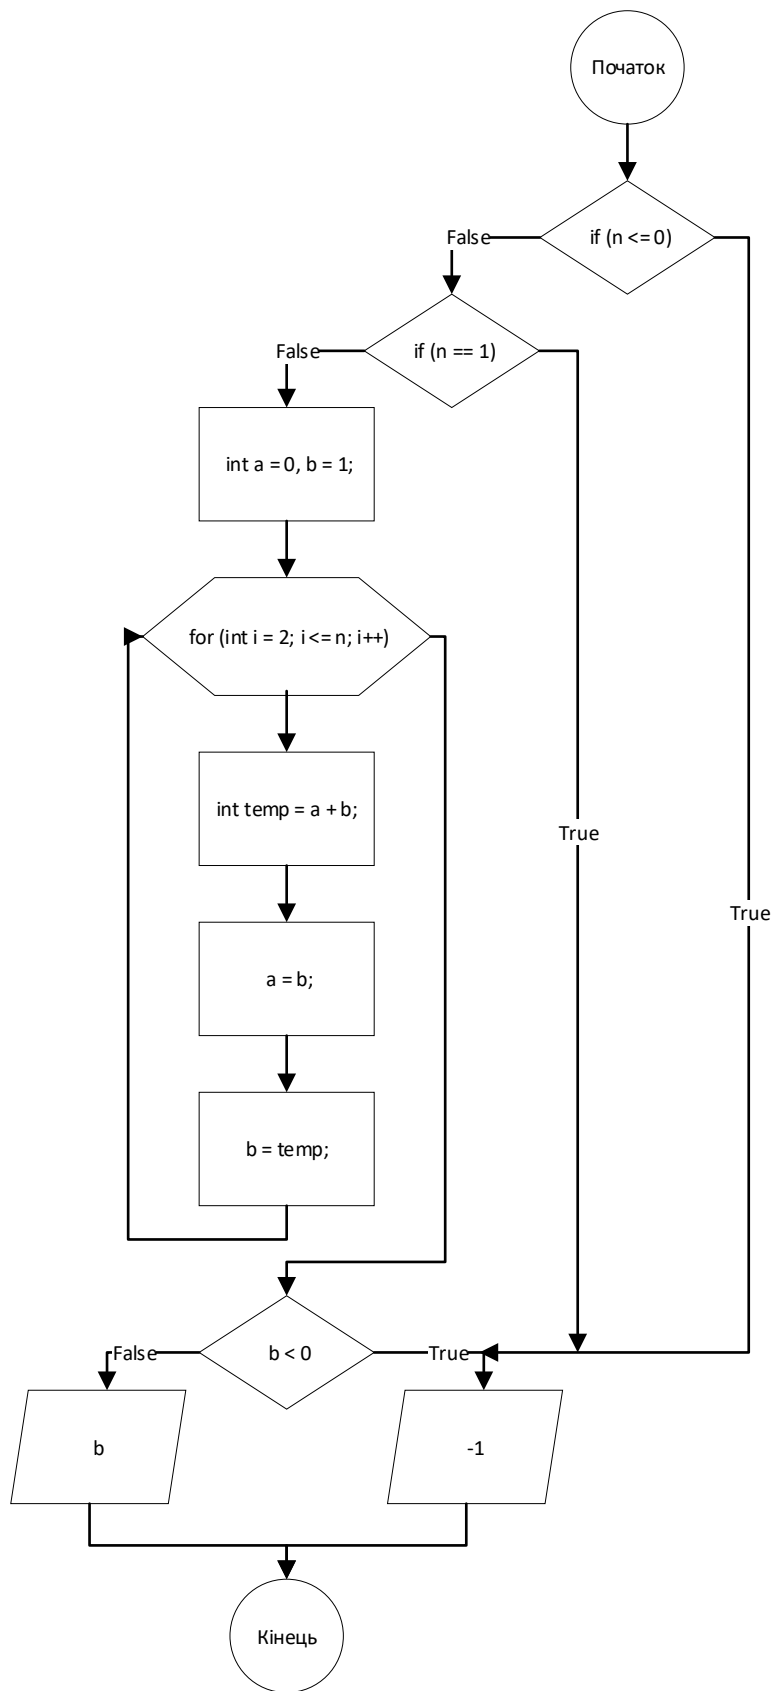 Початок
if (n <= 0)
False
if (n == 1)
False
int a = 0, b = 1;
for (int i = 2; i <= n; i++)
int temp = a + b;
True
True
a = b;
b = temp;
False
b < 0
True
b
-1
Кінець